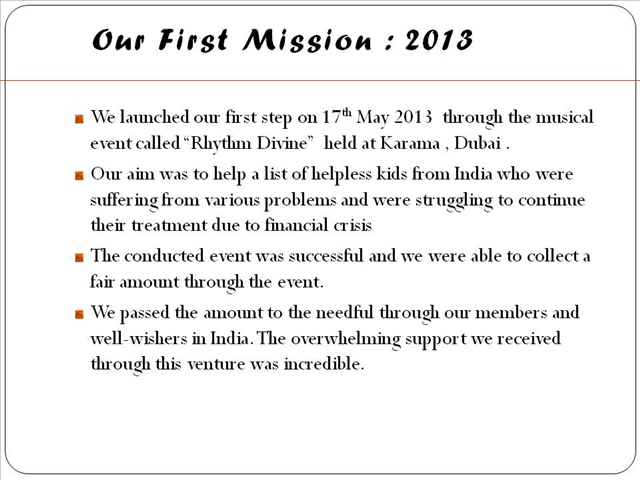 Our First Mission : 2013
We launched our first step on 17th May 2013 through the musical
event called “Rhythm Divine” held at Karama , Dubai .
Our aim was to help a list of helpless kids from India who were
suffering from various problems and were struggling to continue
their treatment due to financial crisis
The conducted event was successful and we were able to collect a
fair amount through the event.
We passed the amount to the needful through our members and
well-wishers in India. The overwhelming support we received
through this venture was incredible.